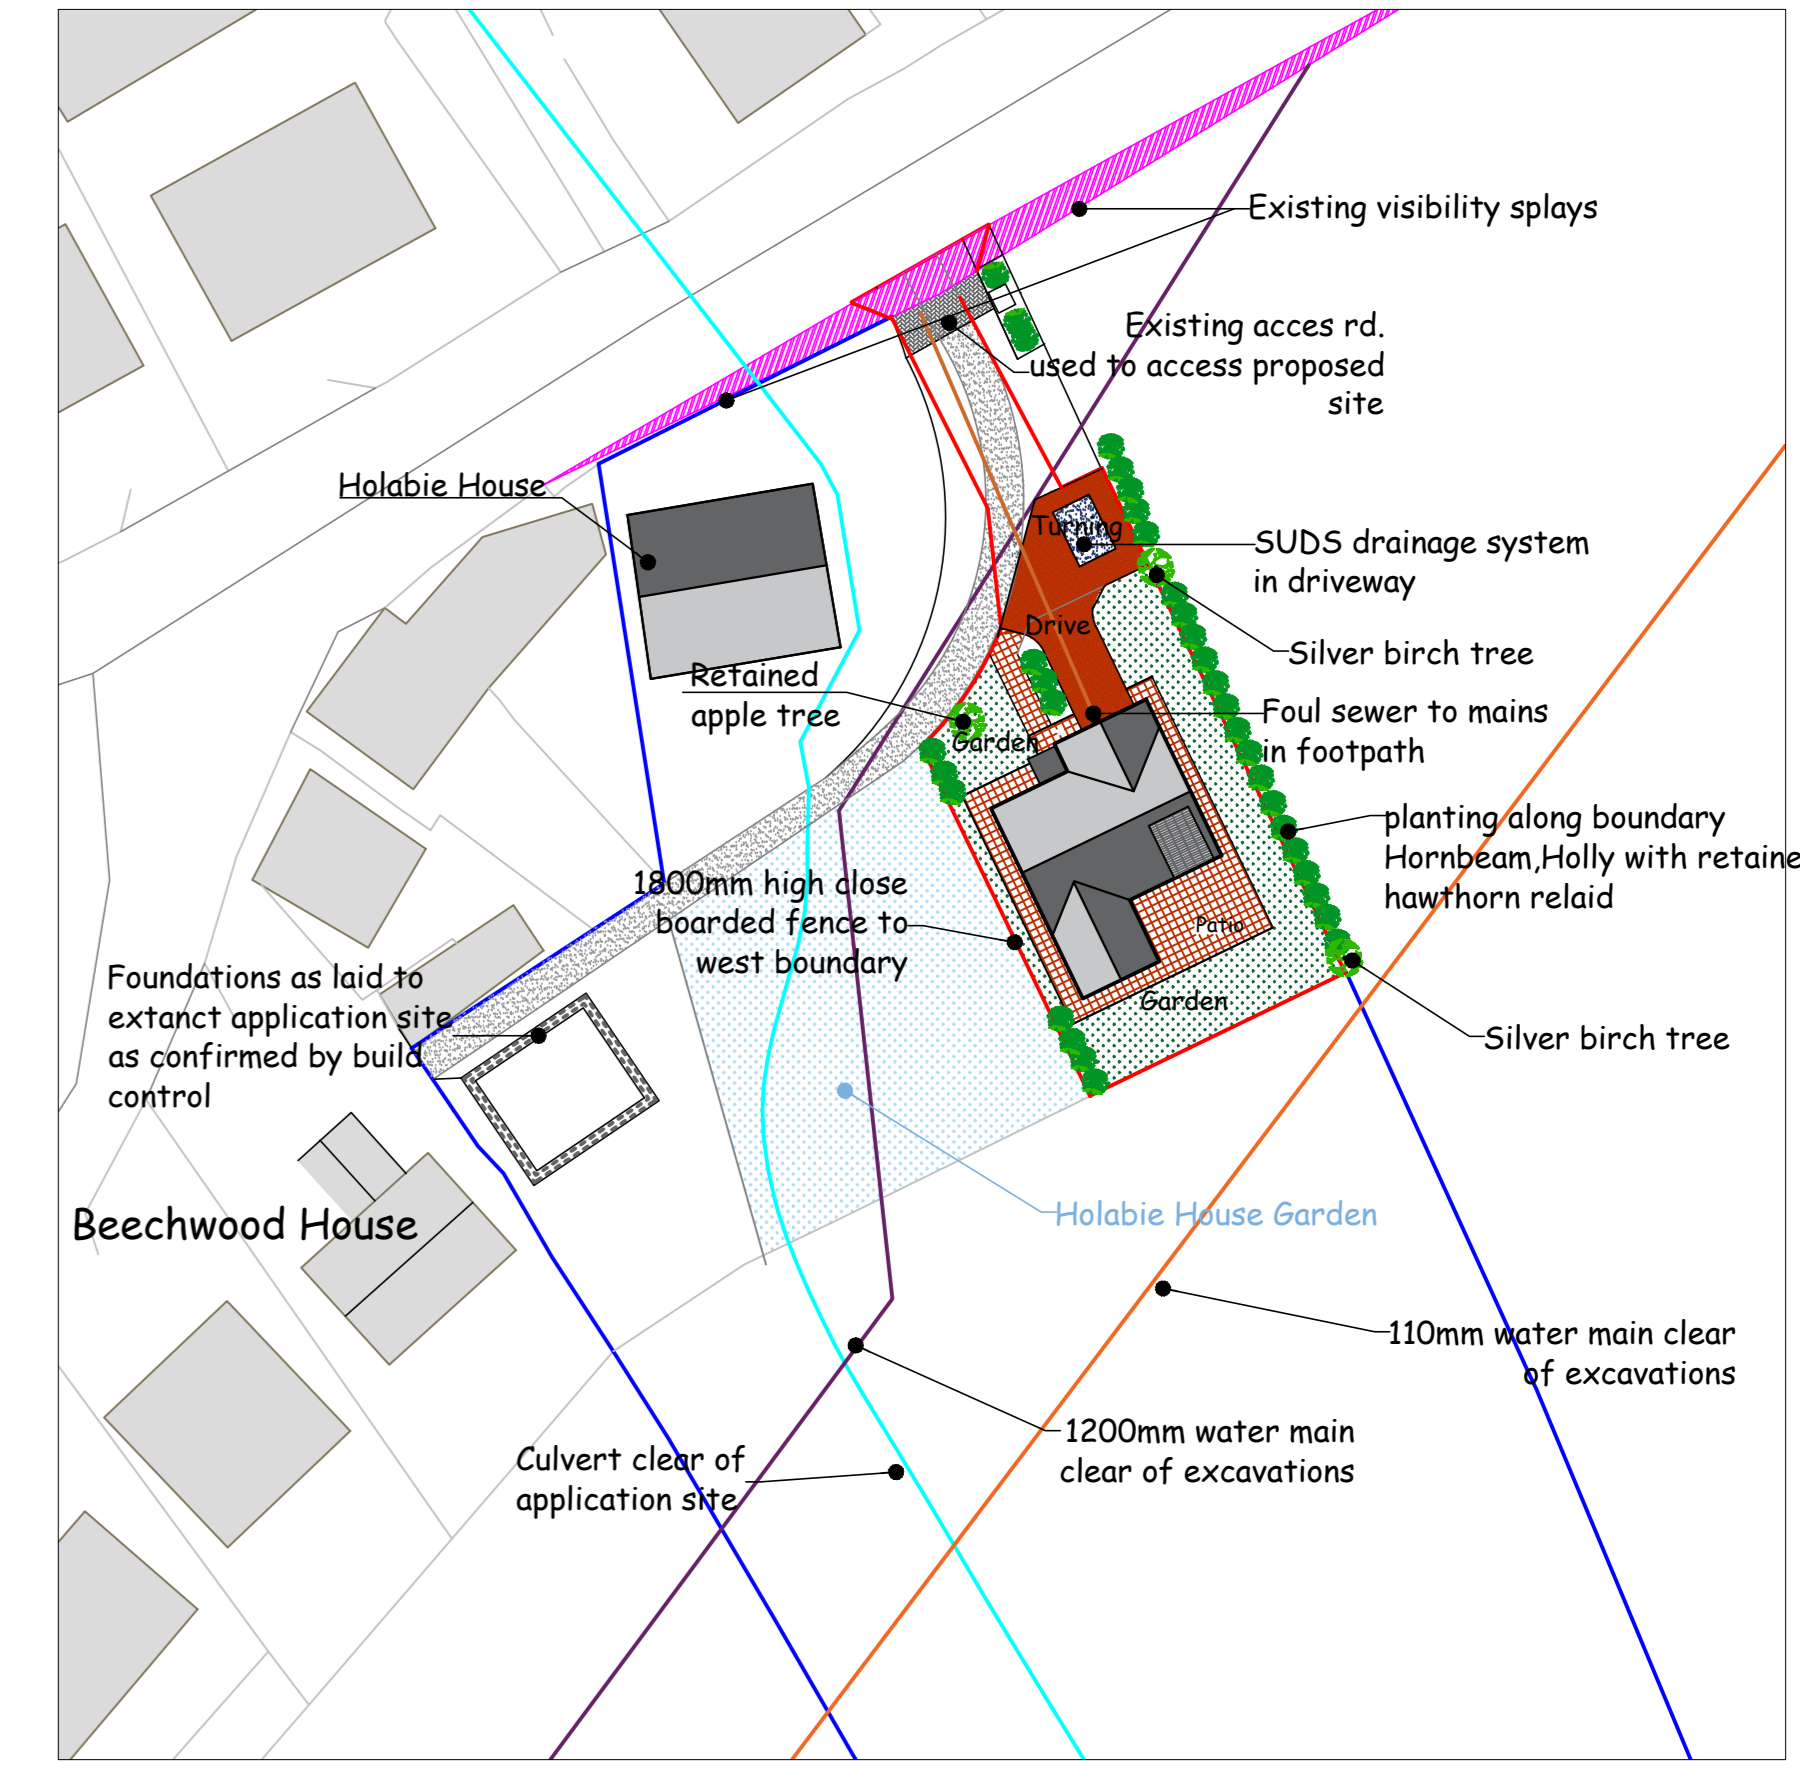 Existing visibility splays
Existing acces rd.
used to access proposed
site
Holabie House
Turning
SUDS drainage system
in driveway
Drive
Silver birch tree
Retained
apple tree
Foul sewer to mains
in footpath
Garden
planting along boundary
Hornbeam,Holly with retaine
hawthorn relaid
1800mm high close
boarded fence to
west boundary
Patio
Foundations as laid to
extanct application site
as confirmed by build
control
Garden
Silver birch tree
Beechwood House
Holabie House Garden
110mm water main clear
of excavations
1200mm water main
clear of excavations
Culvert clear of
application site